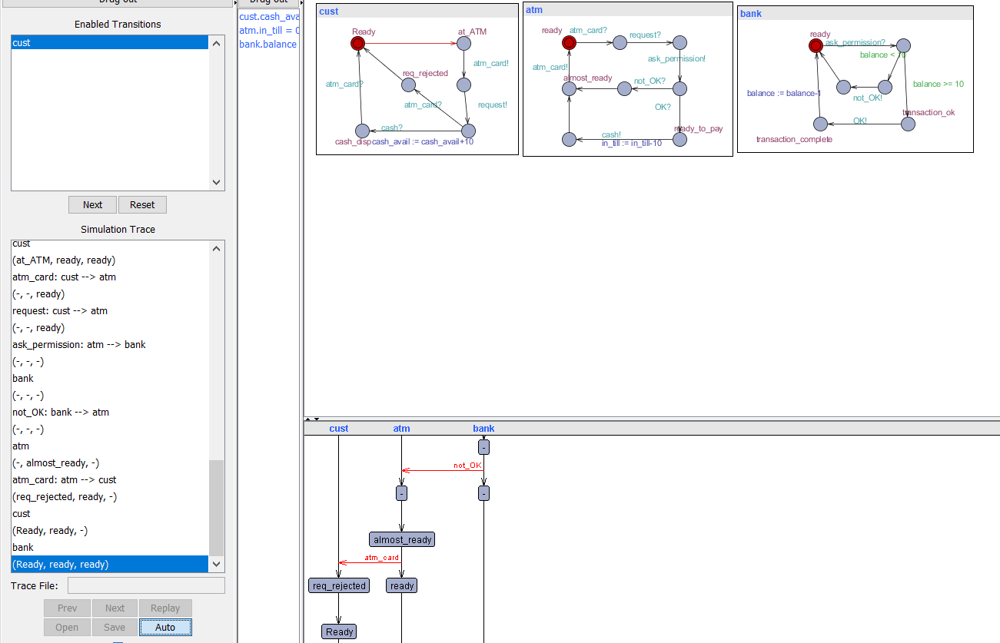 Drag out
Enabled Transitions
cust
Next
Reset
Simulation Trace
cust
(at_ATM, ready, ready)
atm_card: cust --> atm
(-, -, ready)
request: cust --> atm
(-, -, ready)
ask_permission: atm --> bank
(-, -, -)
bank
(-, -, -)
not_OK: bank --> atm
(-, -, -)
atm
(-, almost_ready, -)
atm_card: atm --> cust
(req_rejected, ready, -)
cust
(Ready, ready, -)
bank
(Ready, ready, ready)
Trace File:
Prev
Next
Replay
Open
Save
Auto
Drag out
cust.cash_ava
atm.in_till = 0
bank.balance
cust
Ready
at_ATM
atm_card!
req_rejected
atm_card?
atm_card?
request!
cash?
cash_disp
cash_avail := cash_avail+10
atm
ready
atm_card?
request?
ask_permission!
atm_card!
almost_ready
not_OK?
OK?
ready_to_pay
cash!
in_till := in_till-10
bank
ready
ask_permission?
balance < 10
balance >= 10
balance := balance-1
not_OK!
transaction_ok
OK!
transaction_complete
cust
atm
bank
-
not_OK
-
-
almost_ready
atm_card
req_rejected
ready
Ready